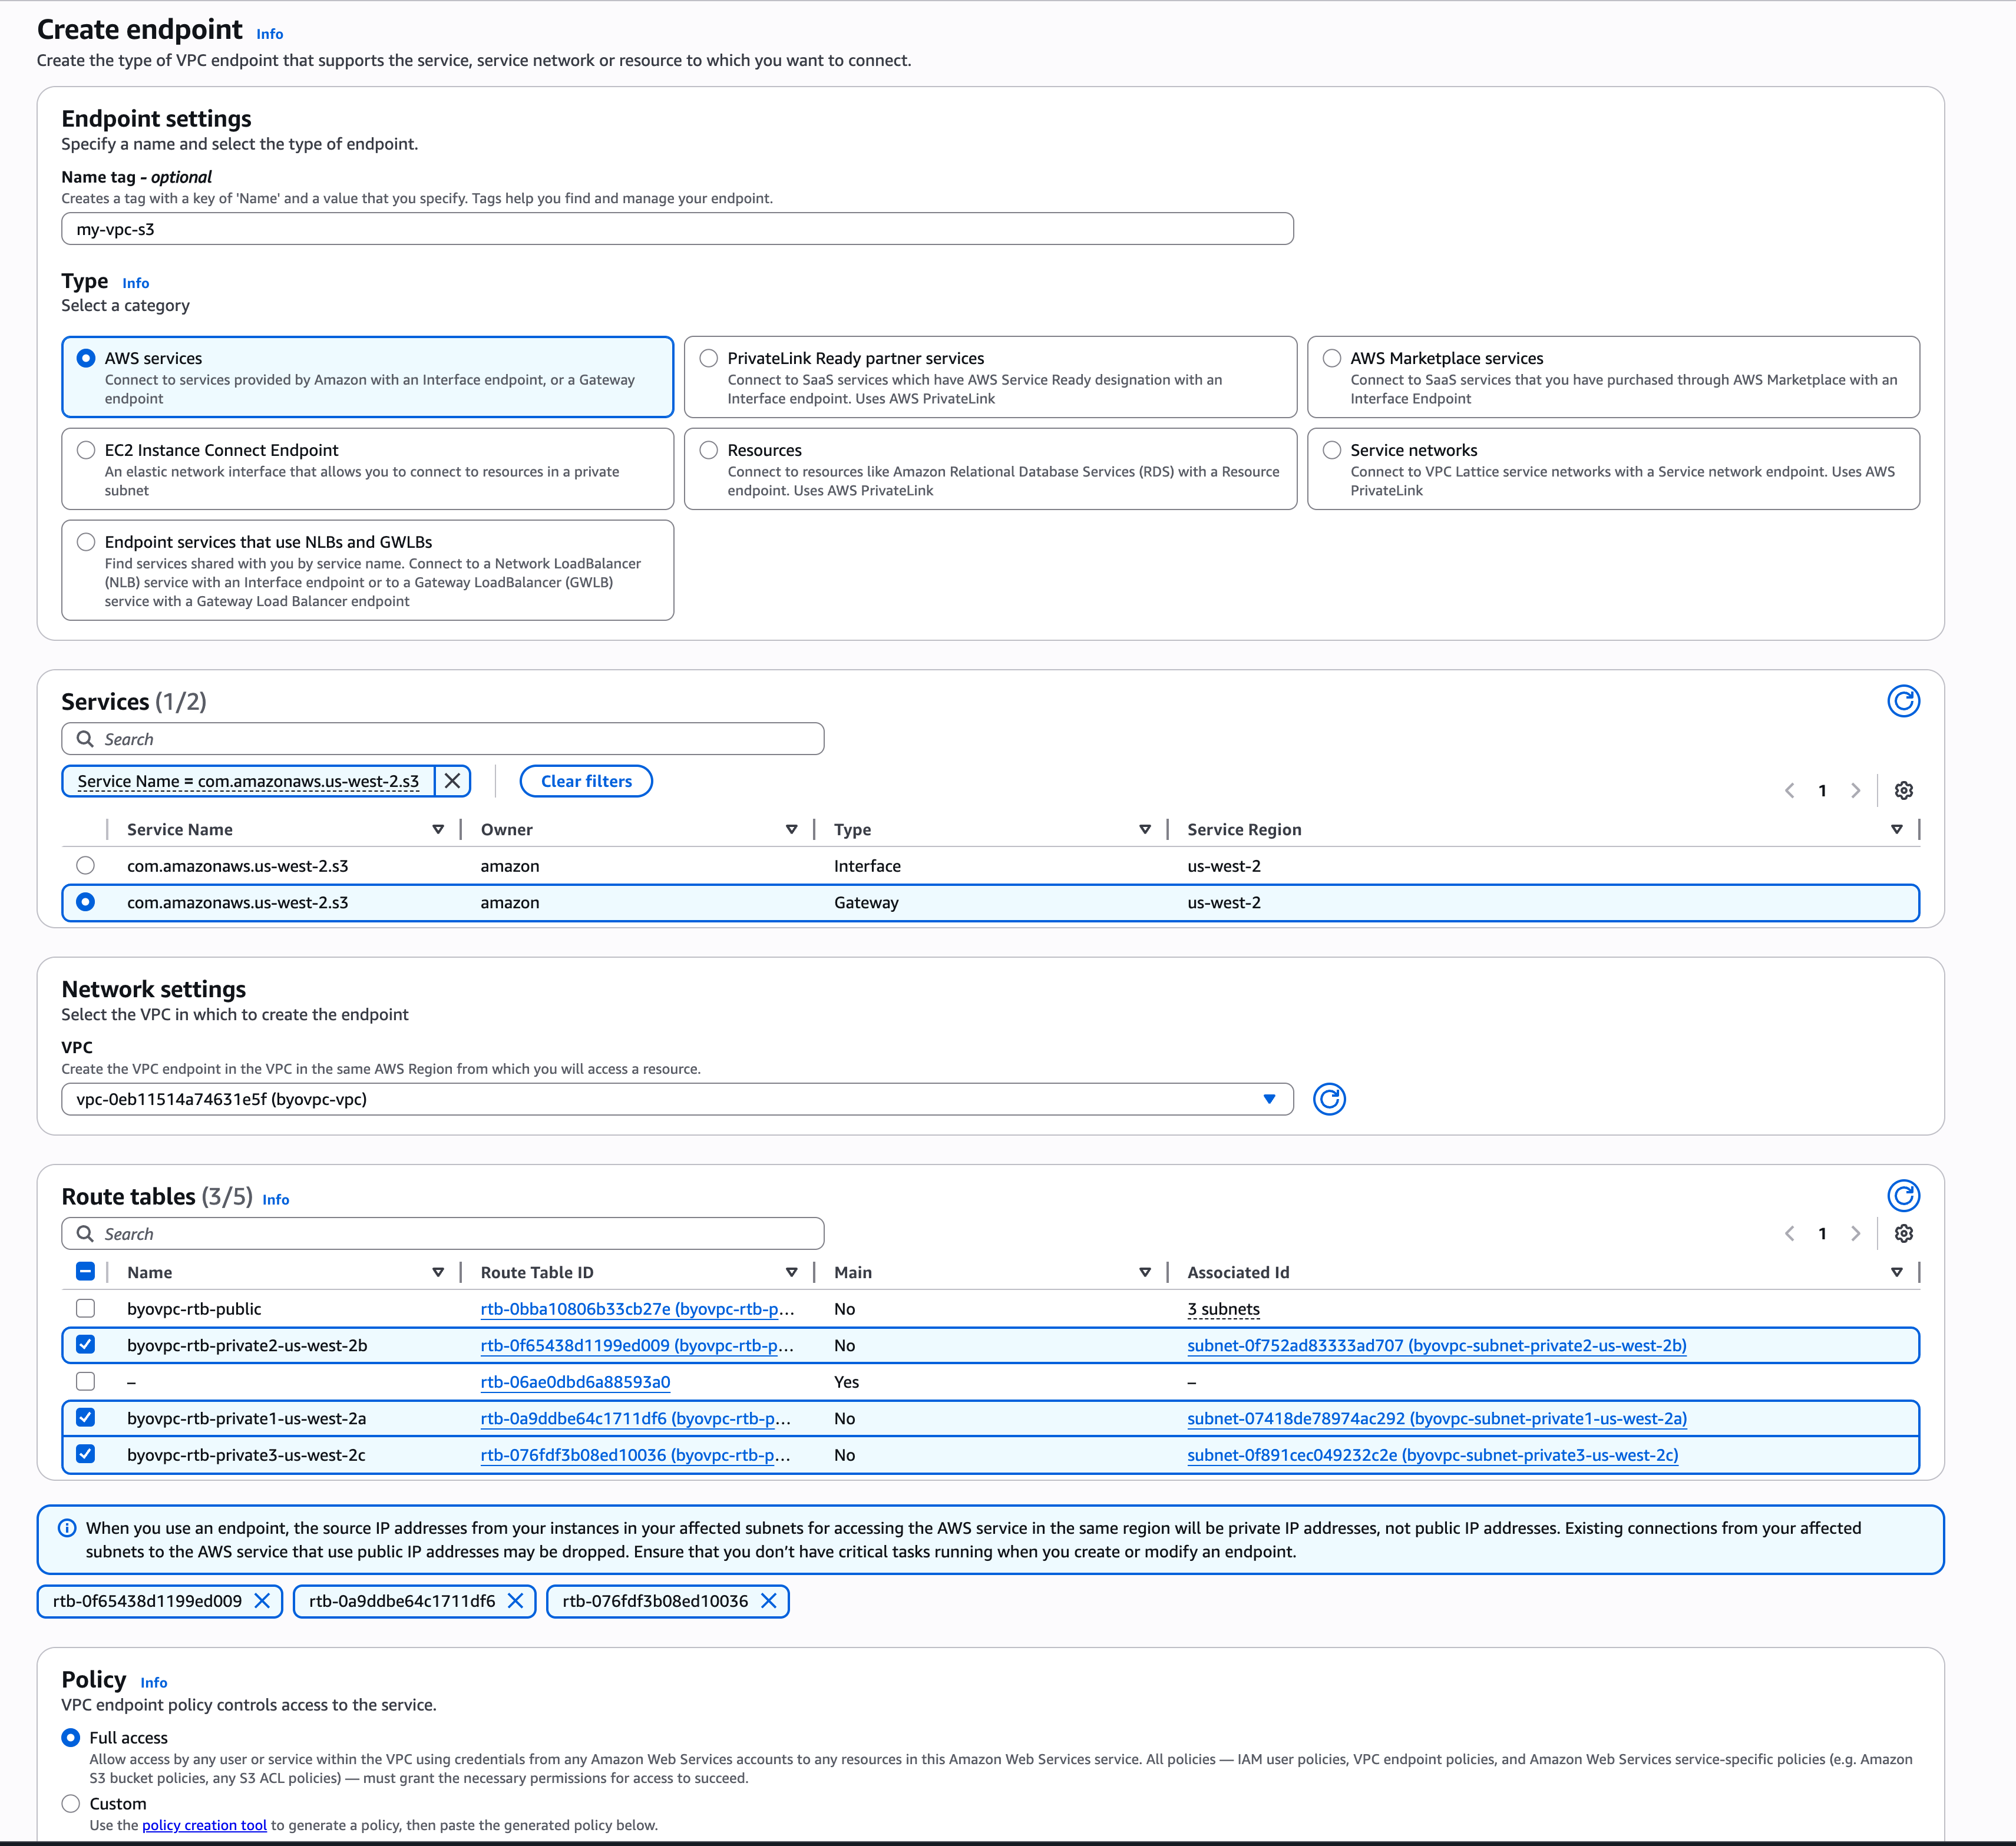 Create endpoint Info
Create the type of VPC endpoint that supports the service, service network or resource to which you want to connect.
Endpoint settings
Specify a name and select the type of endpoint.
Name tag - optional
Creates a tag with a key of 'Name' and a value that you specify. Tags help you find and manage your endpoint.
my-vpc-s3
Type Info
Select a category
AWS services
Connect to services provided by Amazon with an Interface endpoint, or a Gateway
endpoint
PrivateLink Ready partner services
Connect to SaaS services which have AWS Service Ready designation with an
Interface endpoint. Uses AWS PrivateLink
AWS Marketplace services
Connect to SaaS services that you have purchased through AWS Marketplace with an
Interface Endpoint
EC2 Instance Connect Endpoint
An elastic network interface that allows you to connect to resources in a private
subnet
Resources
Connect to resources like Amazon Relational Database Services (RDS) with a Resource
endpoint. Uses AWS PrivateLink
Service networks
Connect to VPC Lattice service networks with a Service network endpoint. Uses AWS
PrivateLink
Endpoint services that use NLBs and GWLBs
Find services shared with you by service name. Connect to a Network LoadBalancer
(NLB) service with an Interface endpoint or to a Gateway LoadBalancer (GWLB)
service with a Gateway Load Balancer endpoint
Services (1/2)
Search
Service Name = com.amazonaws.us-west-2.s3 Clear filters
1
Service Name Owner Type Service Region
com.amazonaws.us-west-2.s3 amazon Interface us-west-2
com.amazonaws.us-west-2.s3 amazon Gateway us-west-2
Network settings
Select the VPC in which to create the endpoint
VPC
Create the VPC endpoint in the VPC in the same AWS Region from which you will access a resource.
vpc-0eb11514a74631e5f (byovpc-vpc)
Route tables (3/5) Info
Search
1
Name Route Table ID Main Associated Id
byovpc-rtb-public rtb-0bba10806b33cb27e (byovpc-rtb-p... No 3 subnets
byovpc-rtb-private2-us-west-2b rtb-0f65438d1199ed009 (byovpc-rtb-p... No subnet-0f752ad83333ad707 (byovpc-subnet-private2-us-west-2b)
– rtb-06ae0dbd6a88593a0 Yes –
byovpc-rtb-private1-us-west-2a rtb-0a9ddbe64c1711df6 (byovpc-rtb-p... No subnet-07418de78974ac292 (byovpc-subnet-private1-us-west-2a)
byovpc-rtb-private3-us-west-2c rtb-076fdf3b08ed10036 (byovpc-rtb-p... No subnet-0f891cec049232c2e (byovpc-subnet-private3-us-west-2c)
When you use an endpoint, the source IP addresses from your instances in your affected subnets for accessing the AWS service in the same region will be private IP addresses, not public IP addresses. Existing connections from your affected
subnets to the AWS service that use public IP addresses may be dropped. Ensure that you don’t have critical tasks running when you create or modify an endpoint.
rtb-0f65438d1199ed009 rtb-0a9ddbe64c1711df6 rtb-076fdf3b08ed10036
Policy Info
VPC endpoint policy controls access to the service.
Full access
Allow access by any user or service within the VPC using credentials from any Amazon Web Services accounts to any resources in this Amazon Web Services service. All policies — IAM user policies, VPC endpoint policies, and Amazon Web Services service-specific policies (e.g. Amazon
S3 bucket policies, any S3 ACL policies) — must grant the necessary permissions for access to succeed.
Custom
Use the policy creation tool to generate a policy, then paste the generated policy below.